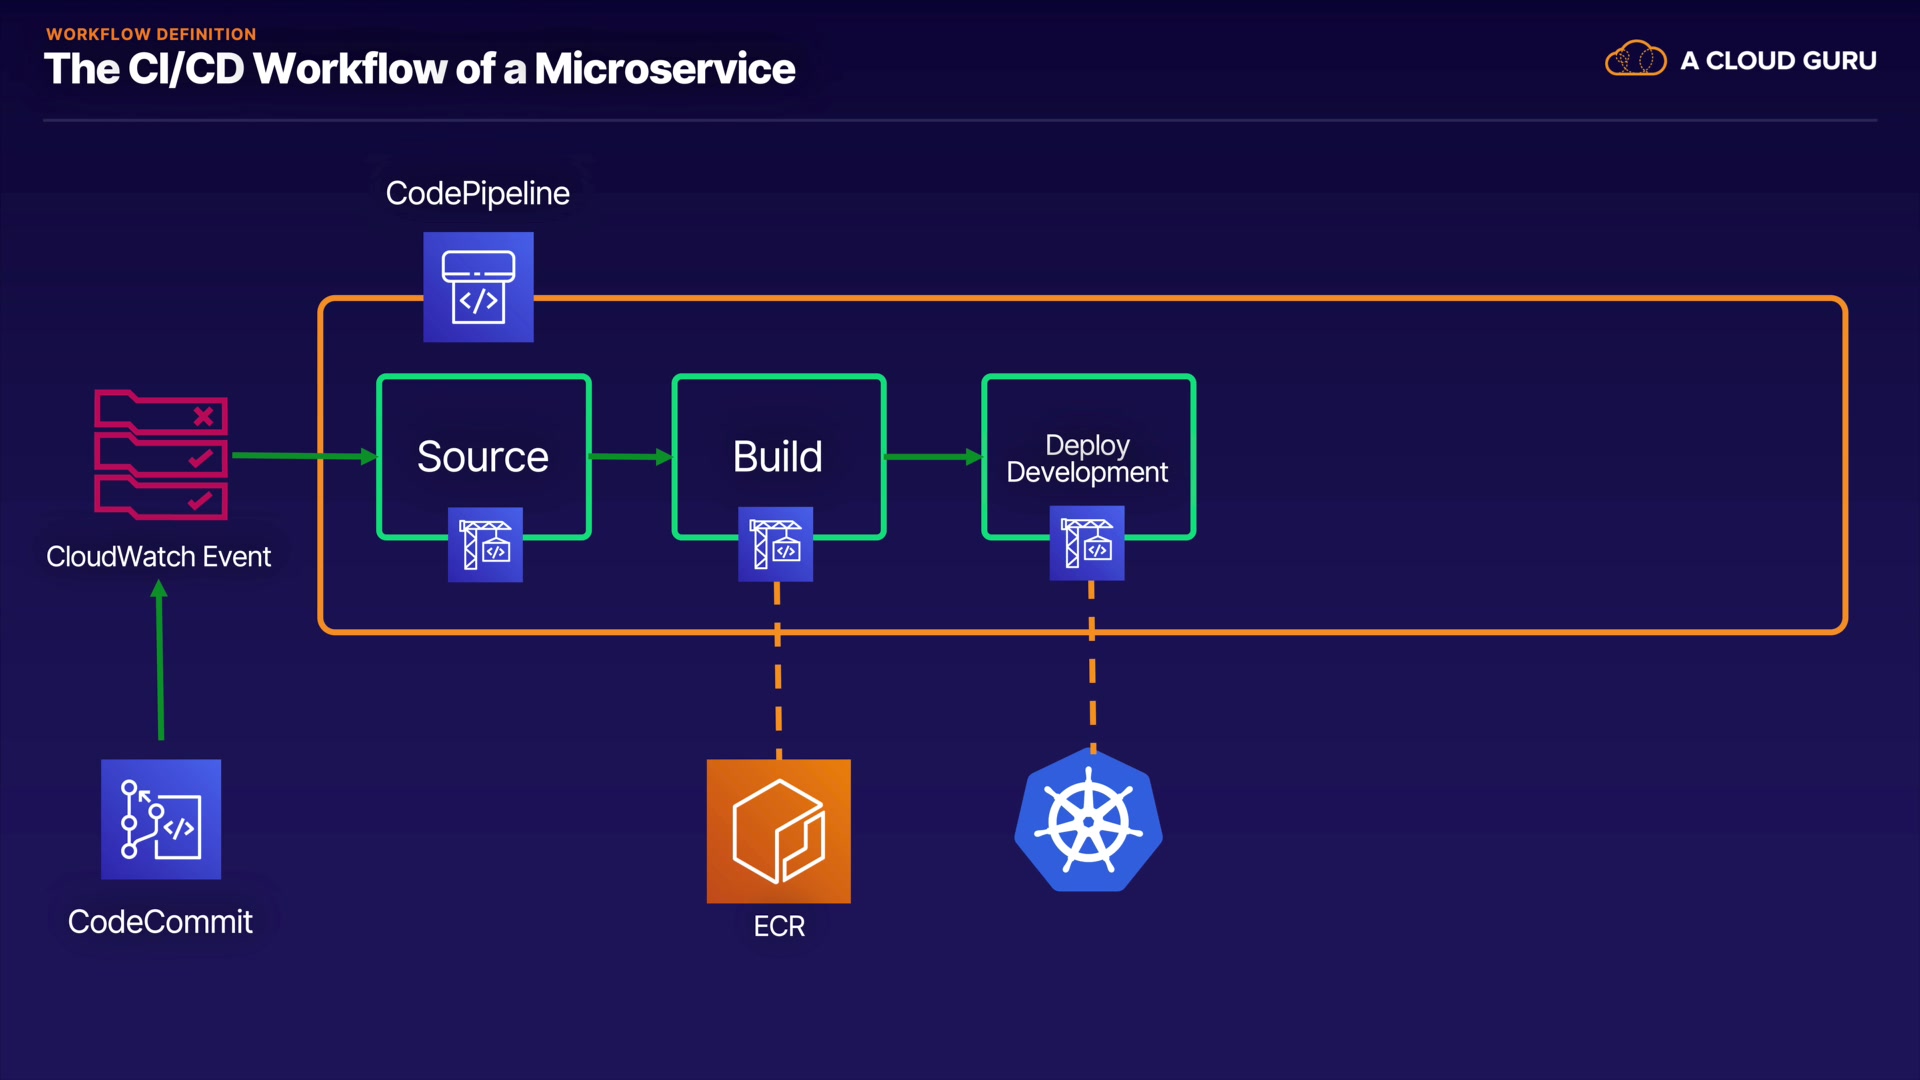 WORKFLOW DEFINITION
The CI/CD Workflow of a Microservice
A CLOUD GURU
CodePipeline
</>
Source
Build
Deploy
Development
</>
</>
</>
CloudWatch Event
</>
CodeCommit
ECR